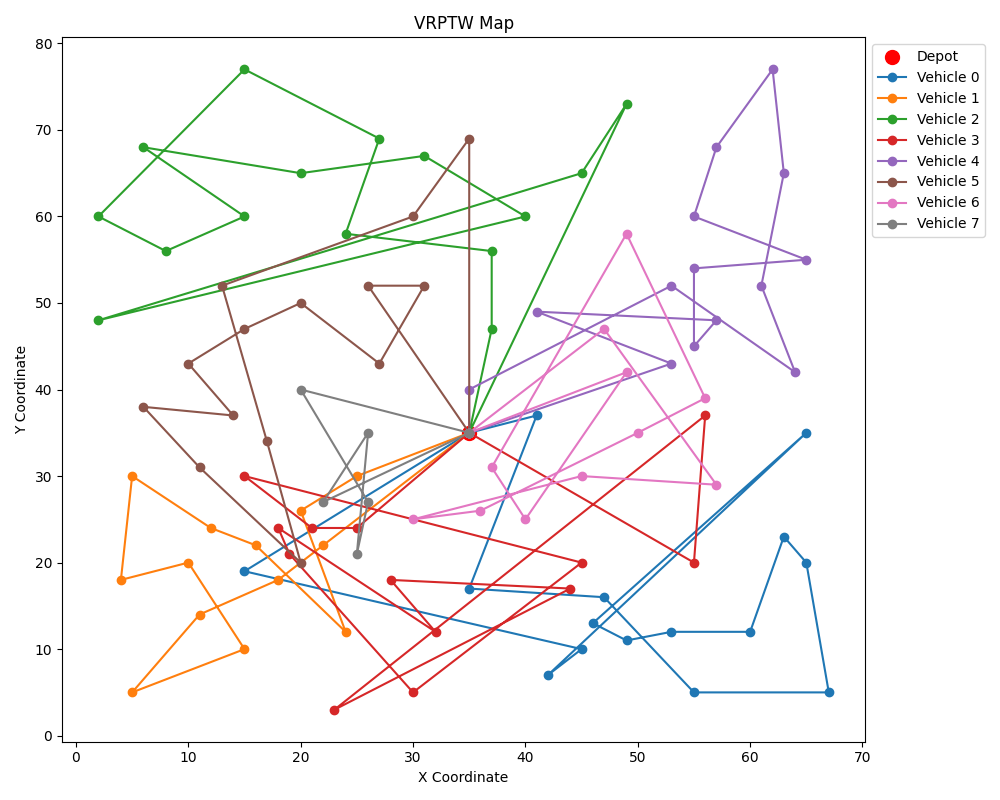 VRPTW Map
Y Coordinate
80
70
60
50
40
30
20
10
0
0 10 20 30 40 50 60 70
X Coordinate
Depot
Vehicle 0
Vehicle 1
Vehicle 2
Vehicle 3
Vehicle 4
Vehicle 5
Vehicle 6
Vehicle 7